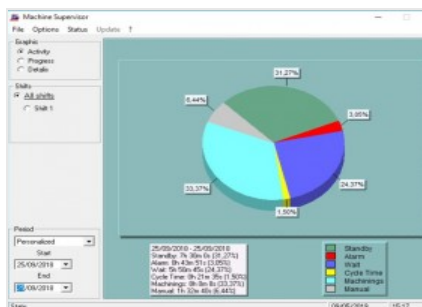 Machine Supervisor
File Options Status Update ?
Graphic
Activity
Progress
Details
Shifts
All shifts
Shift 1
31,27%
3,05%
24,37%
1,50%
33,37%
6,44%
Period
Personalized
Start
25/09/2018
End
25/09/2018 - 25/09/2018
Standby: 7h 30m 0s (31,27%)
Alarm: 0h 43m 51s (3,05%)
Wait: 5h 50m 45s (24,37%)
Cycle Time: 0h 21m 35s (1,50%)
Machinings: 8h 0m 0s (33,37%)
Manual: 1h 32m 40s (6,44%)
Standby
Alarm
Wait
Cycle Time
Machinings
Manual